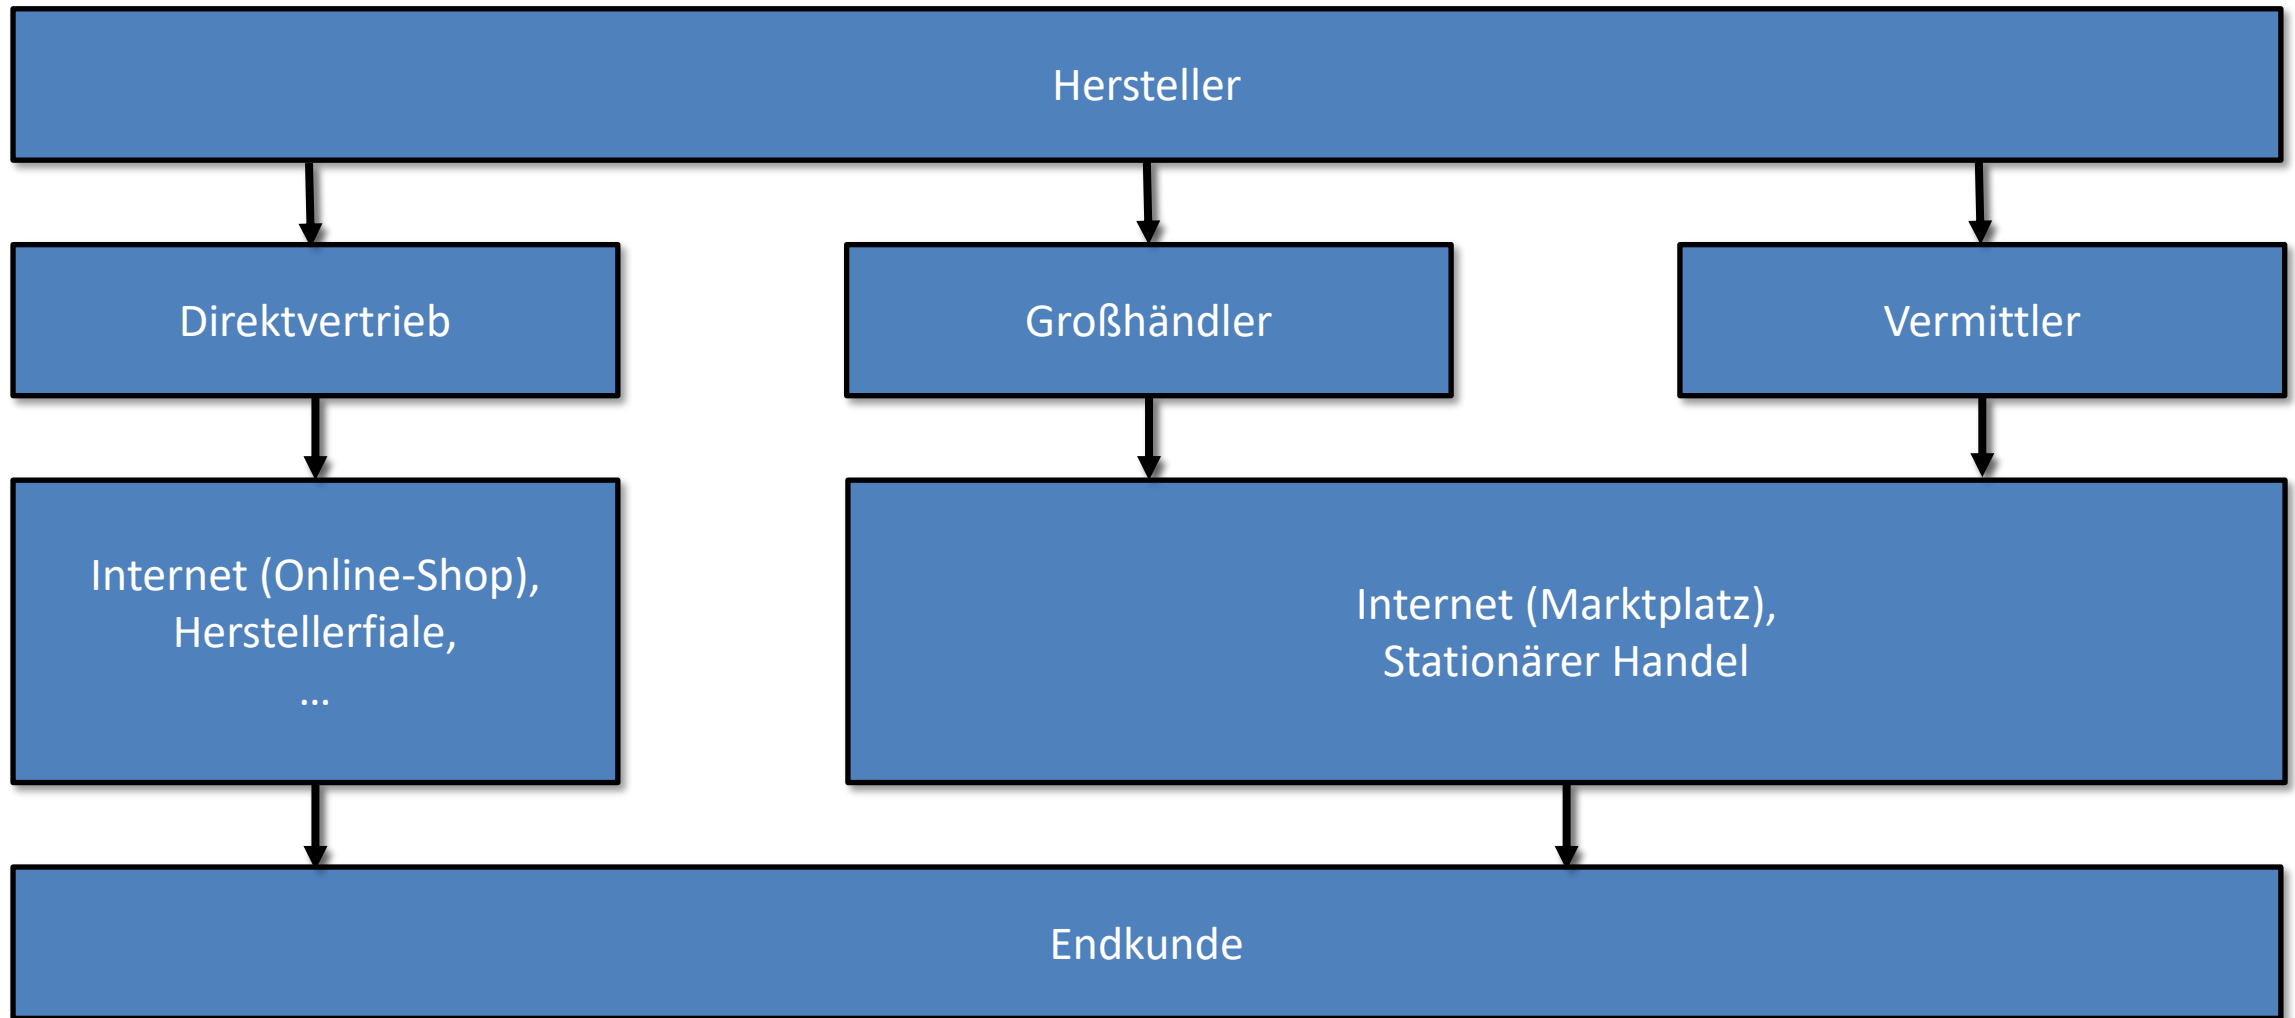 Hersteller
Direktvertrieb
Großhändler
Vermittler
Internet (Online-Shop),
Herstellerfiale,
...
Internet (Marktplatz),
Stationärer Handel
Endkunde